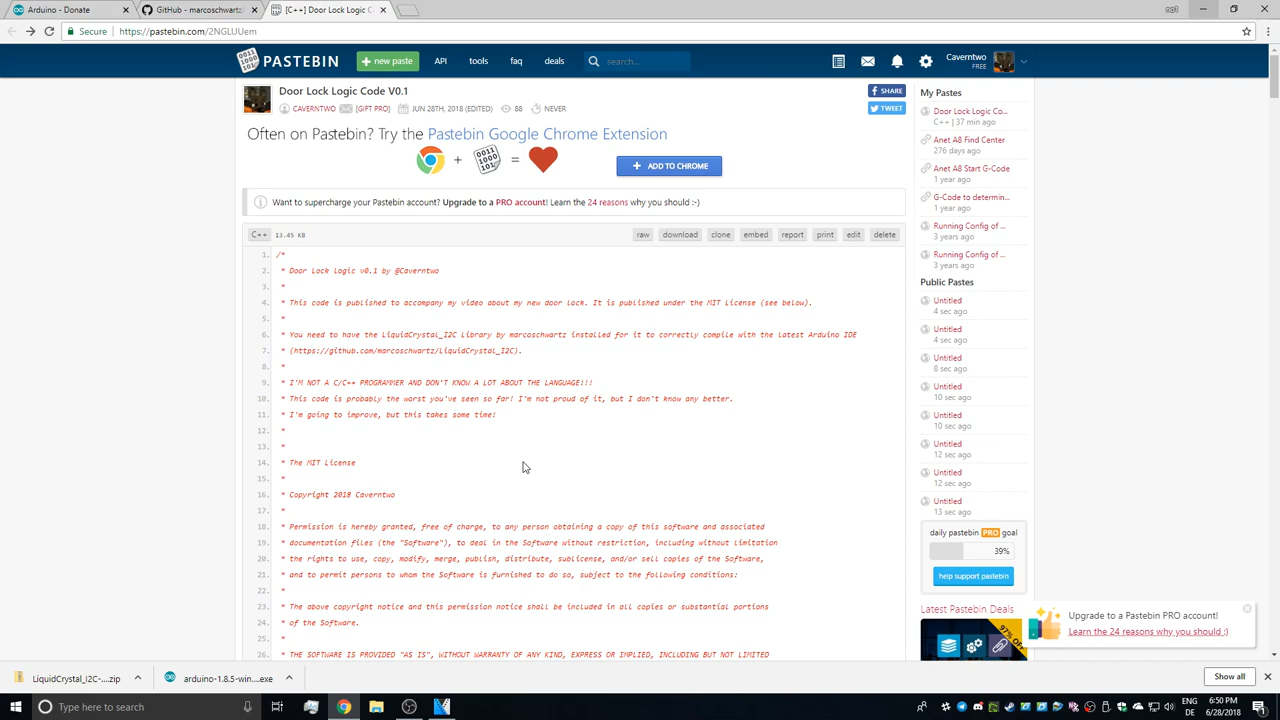 Arduino - Donate
GitHub - marcoschwartz
[C++] Door Lock Logic C
Secure
https://pastebin.com/2NGLUUem
PASTEBIN
new paste
API
tools
faq
deals
search...
Caverntwo
FREE
Door Lock Logic Code V0.1
SHARE
CAVERNTWO
[GIFT PRO]
JUN 28TH, 2018 (EDITED)
88
NEVER
TWEET
Often on Pastebin? Try the Pastebin Google Chrome Extension
+
=
ADD TO CHROME
Want to supercharge your Pastebin account? Upgrade to a PRO account! Learn the 24 reasons why you should :-)
C++
13.45 KB
raw
download
clone
embed
report
print
edit
delete
1. /*
2. * Door Lock logic v0.1 by @Caverntwo
3. *
4. * This code is published to accompany my video about my new door lock. It is published under the MIT License (see below).
5. *
6. * You need to have the LiquidCrystal_I2C library by marcoschwartz installed for it to correctly compile with the latest Arduino IDE
7. * (https://github.com/marcoschwartz/LiquidCrystal_I2C).
8. *
9. * I'M NOT A C/C++ PROGRAMMER AND DON'T KNOW A LOT ABOUT THE LANGUAGE!!!
10. * This code is probably the worst you've seen so far! I'm not proud of it, but I don't know any better.
11. * I'm going to improve, but this takes some time!
12. *
13. *
14. * The MIT License
15. *
16. * Copyright 2018 Caverntwo
17. *
18. * Permission is hereby granted, free of charge, to any person obtaining a copy of this software and associated
19. * documentation files (the "Software"), to deal in the Software without restriction, including without limitation
20. * the rights to use, copy, modify, merge, publish, distribute, sublicense, and/or sell copies of the Software,
21. * and to permit persons to whom the Software is furnished to do so, subject to the following conditions:
22. *
23. * The above copyright notice and this permission notice shall be included in all copies or substantial portions
24. * of the Software.
25. *
26. * THE SOFTWARE IS PROVIDED "AS IS", WITHOUT WARRANTY OF ANY KIND, EXPRESS OR IMPLIED, INCLUDING BUT NOT LIMITED
My Pastes
Door Lock Logic Co...
C++ | 37 min ago
Anet A8 Find Center
276 days ago
Anet A8 Start G-Code
1 year ago
G-Code to determin...
1 year ago
Running Config of ...
3 years ago
Running Config of ...
3 years ago
Public Pastes
Untitled
4 sec ago
Untitled
4 sec ago
Untitled
8 sec ago
Untitled
10 sec ago
Untitled
10 sec ago
Untitled
12 sec ago
Untitled
12 sec ago
Untitled
13 sec ago
daily pastebin PRO goal
39%
help support pastebin
Latest Pastebin Deals
97% OFF
Upgrade to a Pastebin PRO account!
Learn the 24 reasons why you should :)
LiquidCrystal_I2C-....zip
arduino-1.8.5-win....exe
Show all
Type here to search
ENG
DE
6:50 PM
6/28/2018